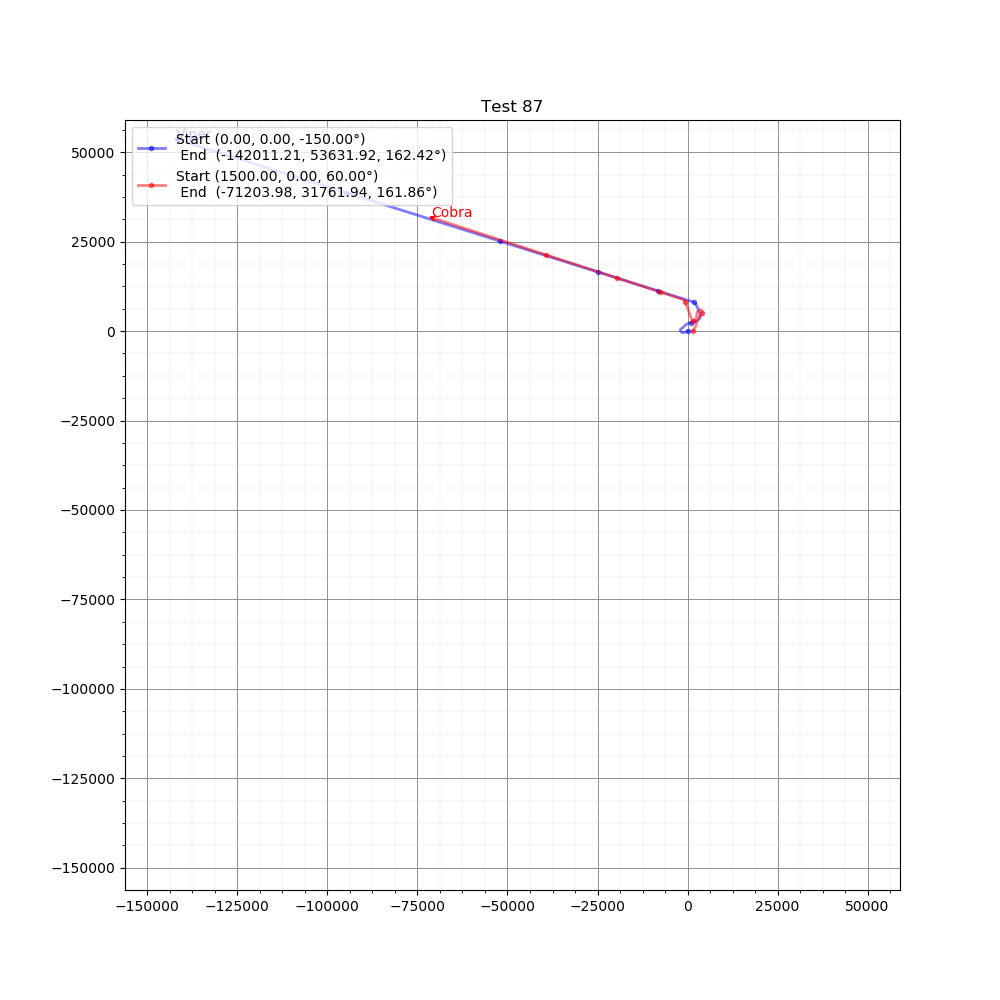 Test 87
Viper
Start (0.00, 0.00, -150.00°)
End (-142011.21, 53631.92, 162.42°)
Start (1500.00, 0.00, 60.00°)
End (-71203.98, 31761.94, 161.86°)
Cobra
50000
25000
0
−25000
−50000
−75000
−100000
−125000
−150000
−150000 −125000 −100000 −75000 −50000 −25000 0 25000 50000